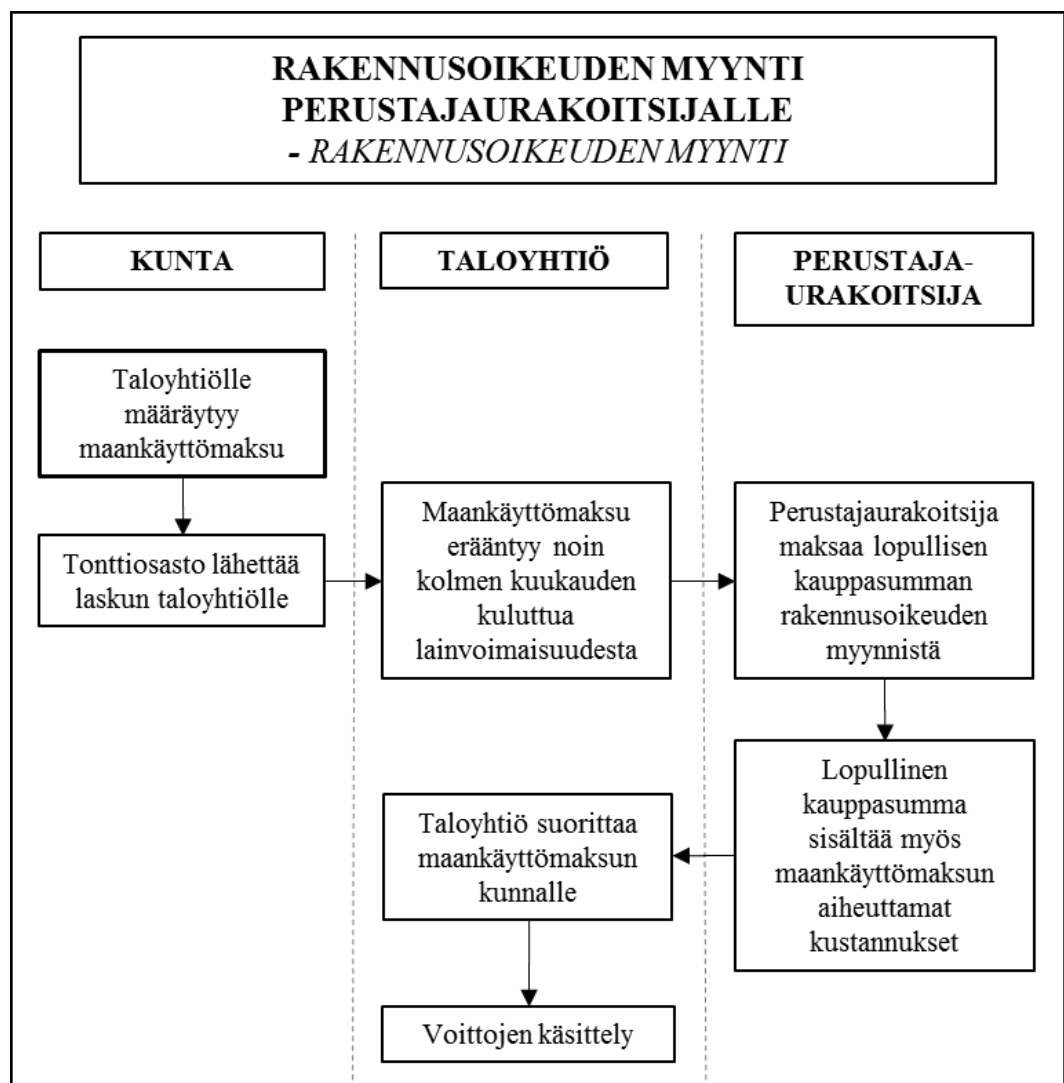 RAKENNUSOIKEUDEN MYYNTI
PERUSTAJAURAKOITSIJALLE
- RAKENNUSOIKEUDEN MYYNTI
KUNTA
TALOYHTIÖ
PERUSTAJA-
URAKOITSIJA
Taloyhtiölle
määräytyy
maankäyttömaksu
Tonttiosasto lähettää
laskun taloyhtiölle
Maankäyttömaksu
erääntyy noin
kolmen kuukauden
kuluttua
lainvoimaisuudesta
Perustajaurakoitsija
maksaa lopullisen
kauppasumman
rakennusoikeuden
myynnistä
Lopullinen
kauppasumma
sisältää myös
maankäyttömaksun
aiheuttamat
kustannukset
Taloyhtiö suorittaa
maankäyttömaksun
kunnalle
Voittojen käsittely